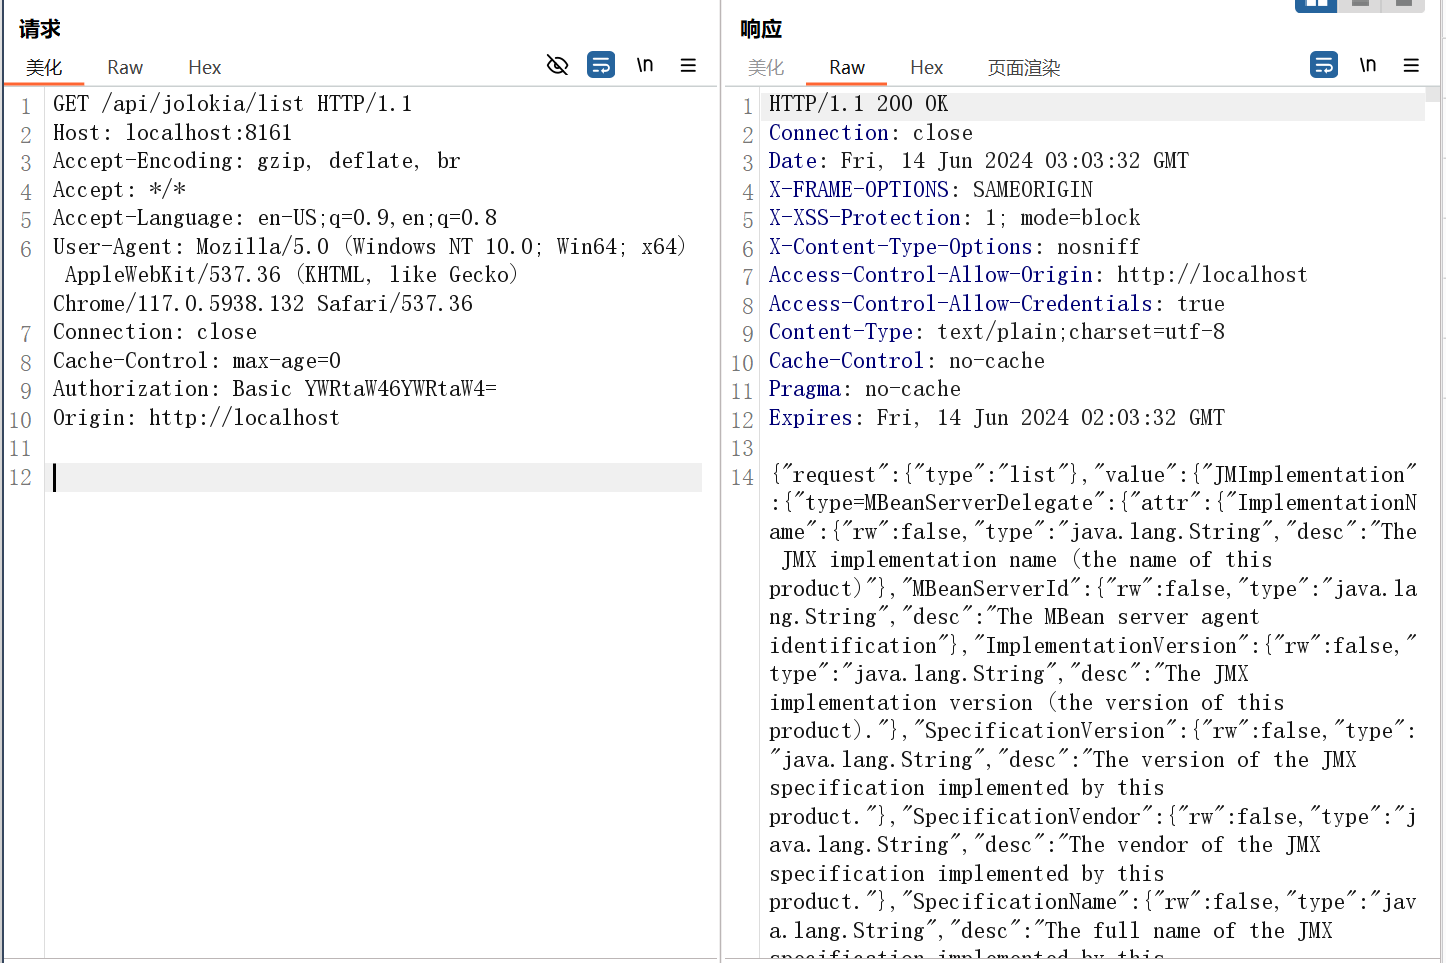 请求
美化 Raw Hex \n
1 GET /api/jolokia/list HTTP/1.1
2 Host: localhost:8161
3 Accept-Encoding: gzip, deflate, br
4 Accept: */*
5 Accept-Language: en-US;q=0.9,en;q=0.8
6 User-Agent: Mozilla/5.0 (Windows NT 10.0; Win64; x64)
AppleWebKit/537.36 (KHTML, like Gecko)
Chrome/117.0.5938.132 Safari/537.36
7 Connection: close
8 Cache-Control: max-age=0
9 Authorization: Basic YWRtaW46YWRtaW4=
10 Origin: http://localhost
11
12
响应
美化 Raw Hex 页面渲染 \n
1 HTTP/1.1 200 OK
2 Connection: close
3 Date: Fri, 14 Jun 2024 03:03:32 GMT
4 X-FRAME-OPTIONS: SAMEORIGIN
5 X-XSS-Protection: 1; mode=block
6 X-Content-Type-Options: nosniff
7 Access-Control-Allow-Origin: http://localhost
8 Access-Control-Allow-Credentials: true
9 Content-Type: text/plain;charset=utf-8
10 Cache-Control: no-cache
11 Pragma: no-cache
12 Expires: Fri, 14 Jun 2024 02:03:32 GMT
13
14 {"request":{"type":"list"},"value":{"JMImplementation"
:{"type=MBeanServerDelegate":{"attr":{"ImplementationN
ame":{"rw":false,"type":"java.lang.String","desc":"The
JMX implementation name (the name of this
product)"},"MBeanServerId":{"rw":false,"type":"java.la
ng.String","desc":"The MBean server agent
identification"},"ImplementationVersion":{"rw":false,"
type":"java.lang.String","desc":"The JMX
implementation version (the version of this
product)."},"SpecificationVersion":{"rw":false,"type":
"java.lang.String","desc":"The version of the JMX
specification implemented by this
product."},"SpecificationVendor":{"rw":false,"type":"j
ava.lang.String","desc":"The vendor of the JMX
specification implemented by this
product."},"SpecificationName":{"rw":false,"type":"jav
a.lang.String","desc":"The full name of the JMX
specification implemented by this